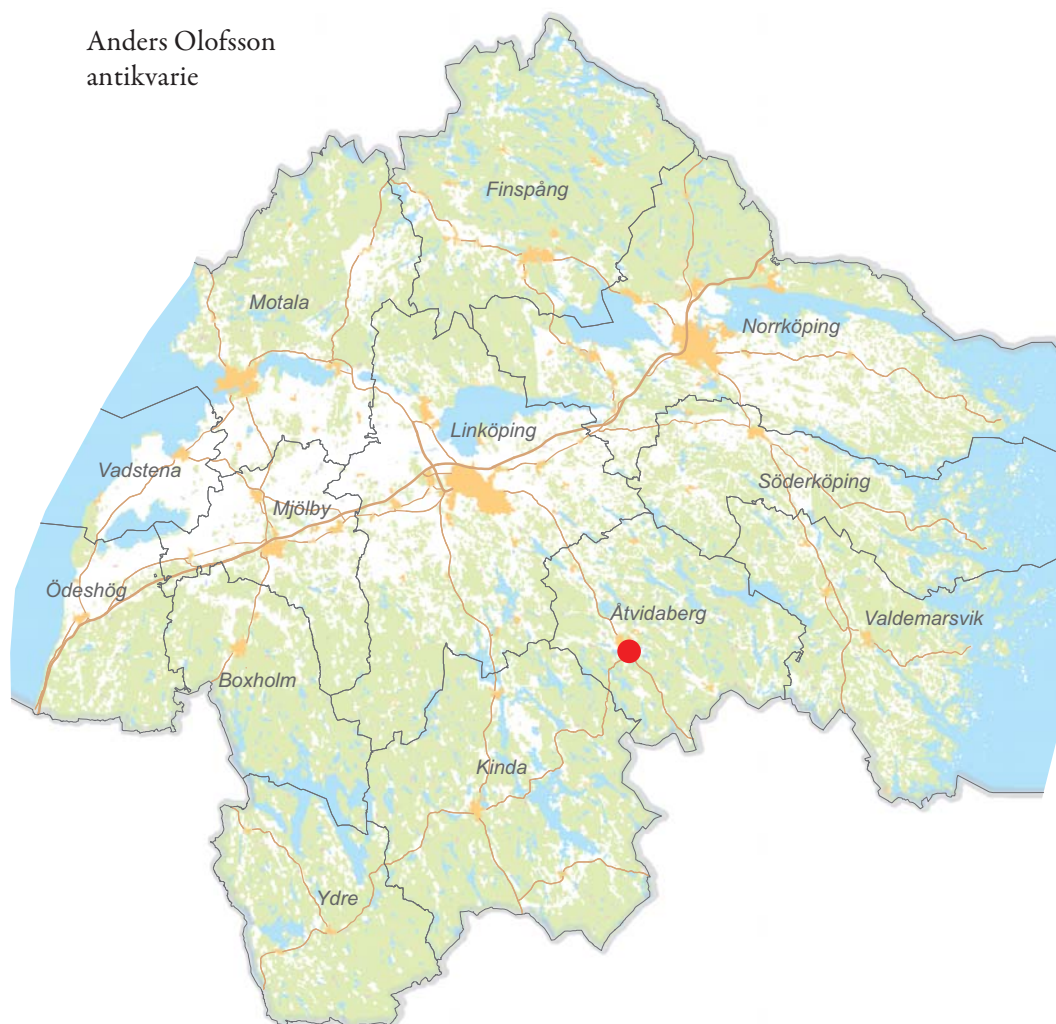 Anders Olofsson
antikvarie
Finspång
Motala
Norrköping
Linköping
Vadstena
Söderköping
Mjölby
Ödeshög
Åtvidaberg
Valdemarsvik
Boxholm
Kinda
Ydre